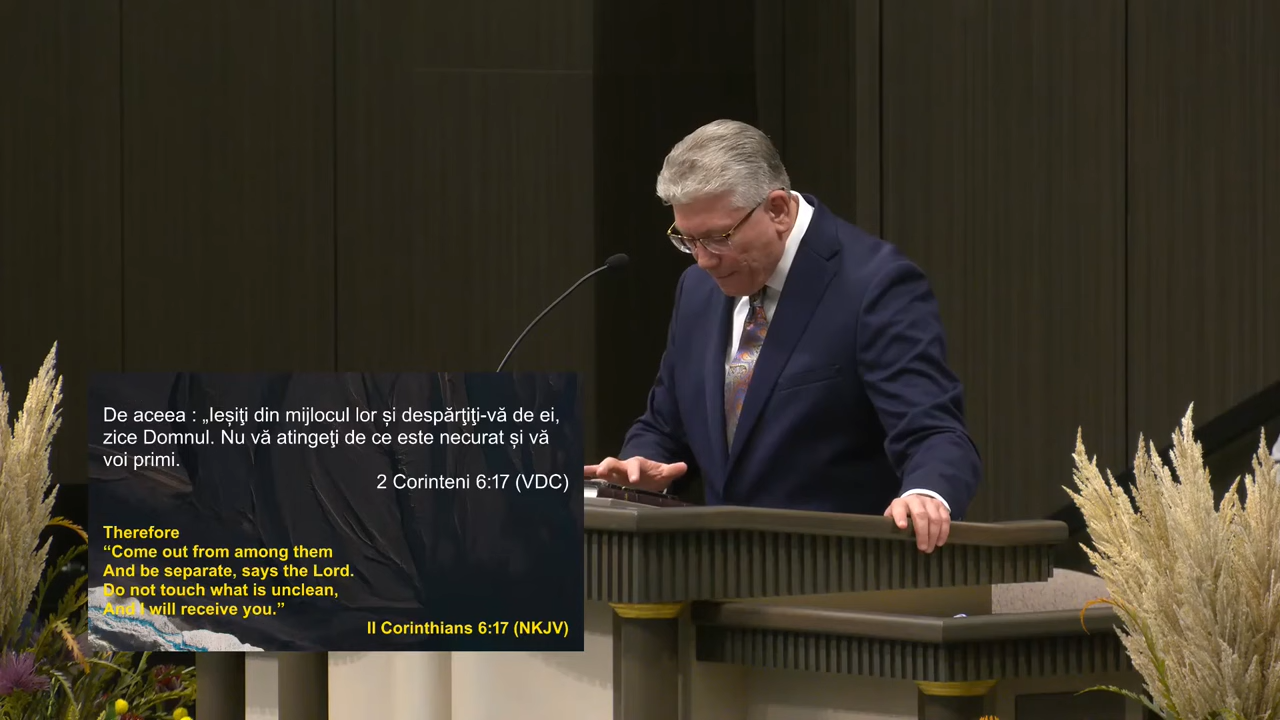 De aceea : „Ieșiţi din mijlocul lor și despărţiţi-vă de ei,
zice Domnul. Nu vă atingeţi de ce este necurat și vă
voi primi.
2 Corinteni 6:17 (VDC)
Therefore
“Come out from among them
And be separate, says the Lord.
Do not touch what is unclean,
And I will receive you.”
II Corinthians 6:17 (NKJV)